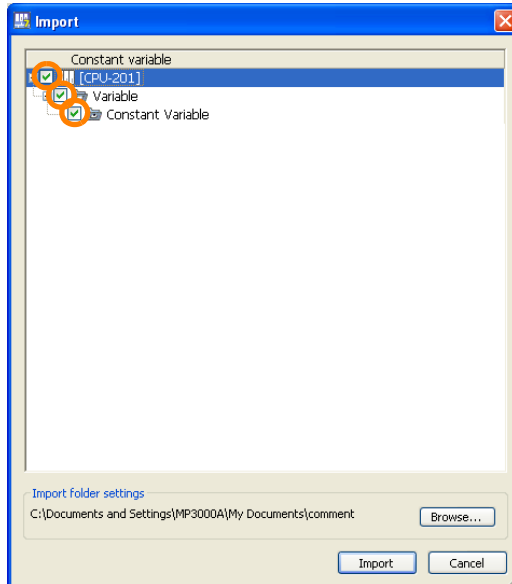 Import
Constant variable
[CPU-201]
Variable
Constant Variable
Import folder settings
C:\Documents and Settings\MP3000A\My Documents\comment
Browse...
Import
Cancel